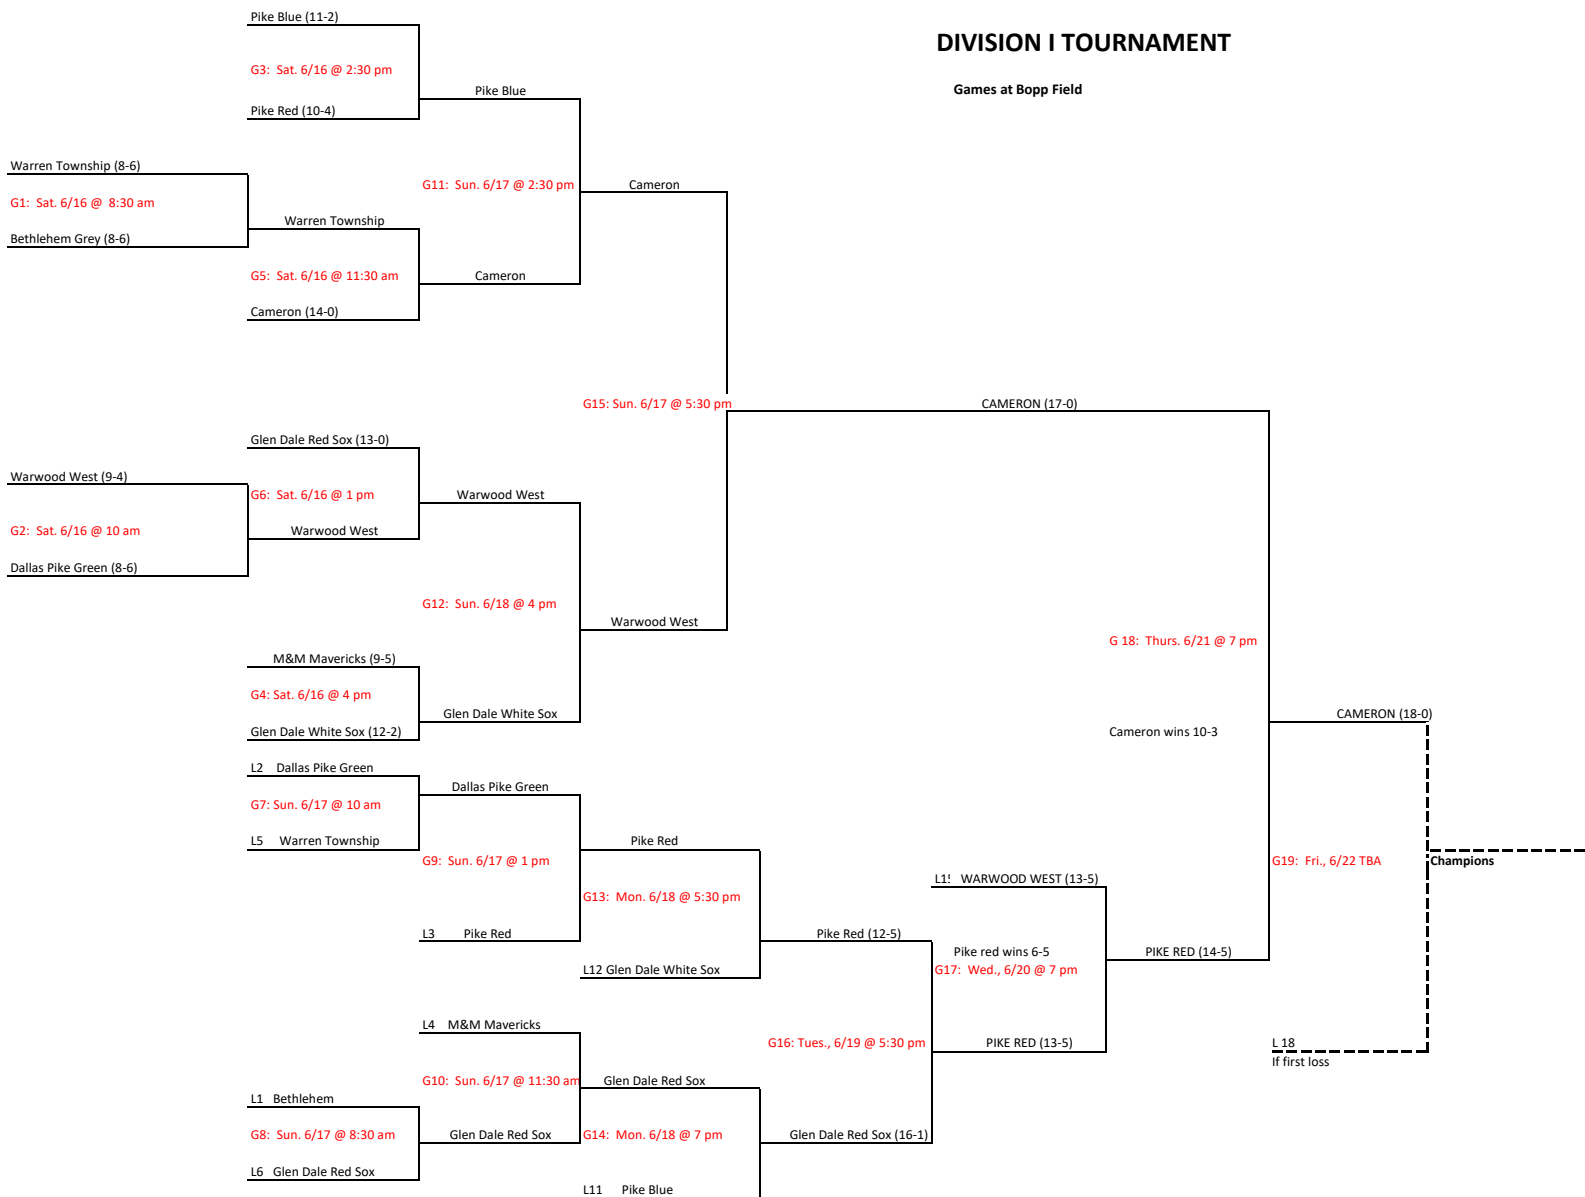 Pike Blue (11-2)
DIVISION I TOURNAMENT
G3:  Sat. 6/16 @ 2:30 pm
Pike Blue
Games at Bopp Field
Pike Red (10-4)
Warren Township (8-6)
G11:  Sun. 6/17 @ 2:30 pm
Cameron
G1:  Sat. 6/16 @  8:30 am
Warren Township
Bethlehem Grey (8-6)
G5:  Sat. 6/16 @ 11:30 am
Cameron
Cameron (14-0)
G15: Sun. 6/17 @ 5:30 pm
CAMERON (17-0)
Glen Dale Red Sox (13-0)
Warwood West (9-4)
G6:  Sat. 6/16 @ 1 pm
Warwood West
G2:  Sat. 6/16 @ 10 am
Warwood West
Dallas Pike Green (8-6)
G12:  Sun. 6/18 @ 4 pm
Warwood West
G 18:  Thurs. 6/21 @ 7 pm
M&M Mavericks (9-5)
G4: Sat. 6/16 @ 4 pm
Glen Dale White Sox
CAMERON (18-0)
Glen Dale White Sox (12-2)
Cameron wins 10-3
L2    Dallas Pike Green
Dallas Pike Green
G7: Sun. 6/17 @ 10 am
L5     Warren Township
Pike Red
G9:  Sun. 6/17 @ 1 pm
G19:  Fri., 6/22 TBA
Champions
L15   WARWOOD WEST (13-5)
G13:  Mon. 6/18 @ 5:30 pm
L3        Pike Red
Pike Red (12-5)
Pike red wins 6-5
PIKE RED (14-5)
L12 Glen Dale White Sox
G17:  Wed., 6/20 @ 7 pm
L4    M&M Mavericks
G16: Tues., 6/19 @ 5:30 pm
PIKE RED (13-5)
L 18
If first loss
G10:  Sun. 6/17 @ 11:30 am
Glen Dale Red Sox
L1   Bethlehem
G8:  Sun. 6/17 @ 8:30 am
Glen Dale Red Sox
G14:  Mon. 6/18 @ 7 pm
Glen Dale Red Sox (16-1)
L6   Glen Dale Red Sox
L11      Pike Blue